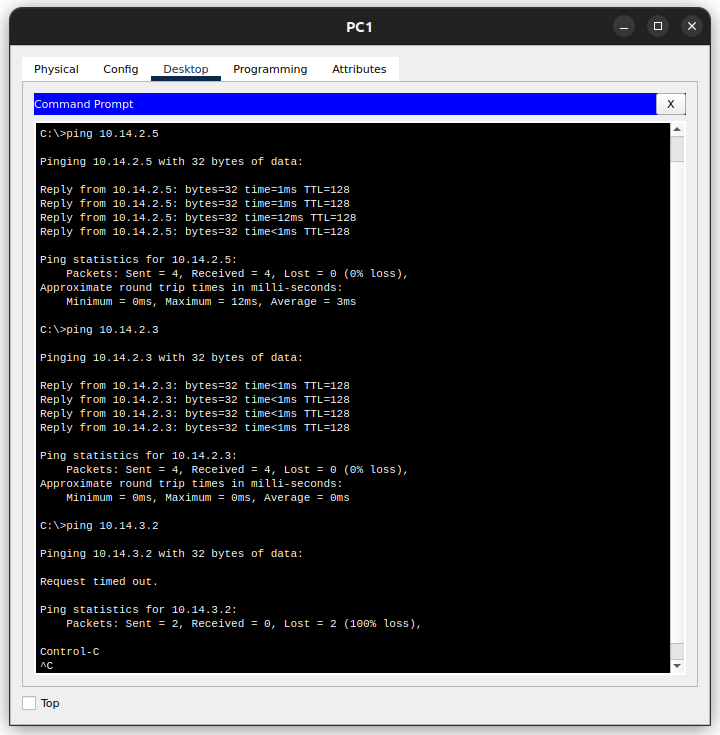 PC1
Physical Config Desktop Programming Attributes
Command Prompt X
C:\>ping 10.14.2.5
Pinging 10.14.2.5 with 32 bytes of data:
Reply from 10.14.2.5: bytes=32 time=1ms TTL=128
Reply from 10.14.2.5: bytes=32 time=1ms TTL=128
Reply from 10.14.2.5: bytes=32 time=12ms TTL=128
Reply from 10.14.2.5: bytes=32 time<1ms TTL=128
Ping statistics for 10.14.2.5:
Packets: Sent = 4, Received = 4, Lost = 0 (0% loss),
Approximate round trip times in milli-seconds:
Minimum = 0ms, Maximum = 12ms, Average = 3ms
C:\>ping 10.14.2.3
Pinging 10.14.2.3 with 32 bytes of data:
Reply from 10.14.2.3: bytes=32 time<1ms TTL=128
Reply from 10.14.2.3: bytes=32 time<1ms TTL=128
Reply from 10.14.2.3: bytes=32 time<1ms TTL=128
Reply from 10.14.2.3: bytes=32 time<1ms TTL=128
Ping statistics for 10.14.2.3:
Packets: Sent = 4, Received = 4, Lost = 0 (0% loss),
Approximate round trip times in milli-seconds:
Minimum = 0ms, Maximum = 0ms, Average = 0ms
C:\>ping 10.14.3.2
Pinging 10.14.3.2 with 32 bytes of data:
Request timed out.
Ping statistics for 10.14.3.2:
Packets: Sent = 2, Received = 0, Lost = 2 (100% loss),
Control-C
^C
Top